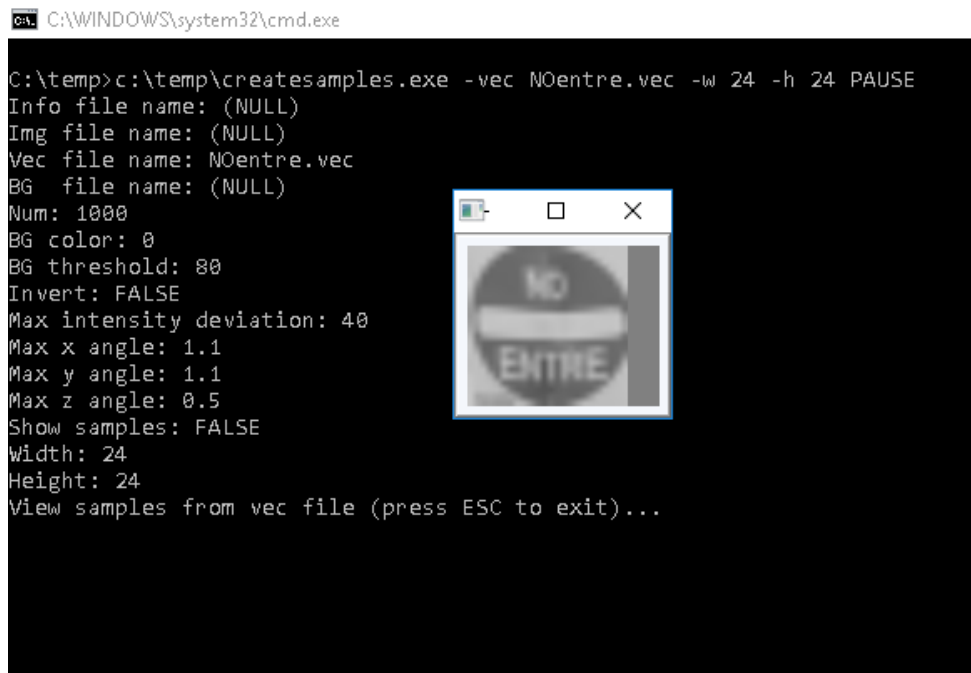 C:\WINDOWS\system32\cmd.exe
C:\temp>c:\temp\createsamples.exe -vec NOentre.vec -w 24 -h 24 PAUSE
Info file name: (NULL)
Img file name: (NULL)
Vec file name: NOentre.vec
BG  file name: (NULL)
Num: 1000
BG color: 0
BG threshold: 80
Invert: FALSE
Max intensity deviation: 40
Max x angle: 1.1
Max y angle: 1.1
Max z angle: 0.5
Show samples: FALSE
Width: 24
Height: 24
View samples from vec file (press ESC to exit)...
NO
ENTRE